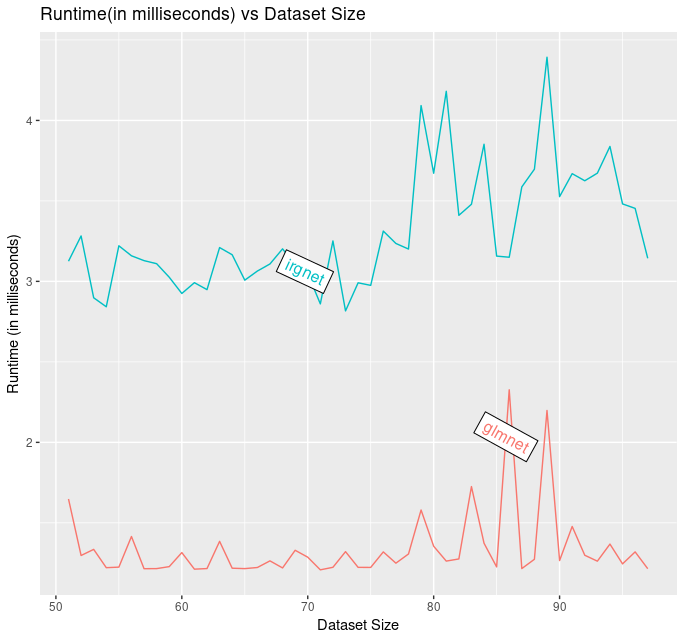 Runtime(in milliseconds) vs Dataset Size
4
3
2
Runtime (in milliseconds)
irgnet
glmnet
50 60 70 80 90
Dataset Size